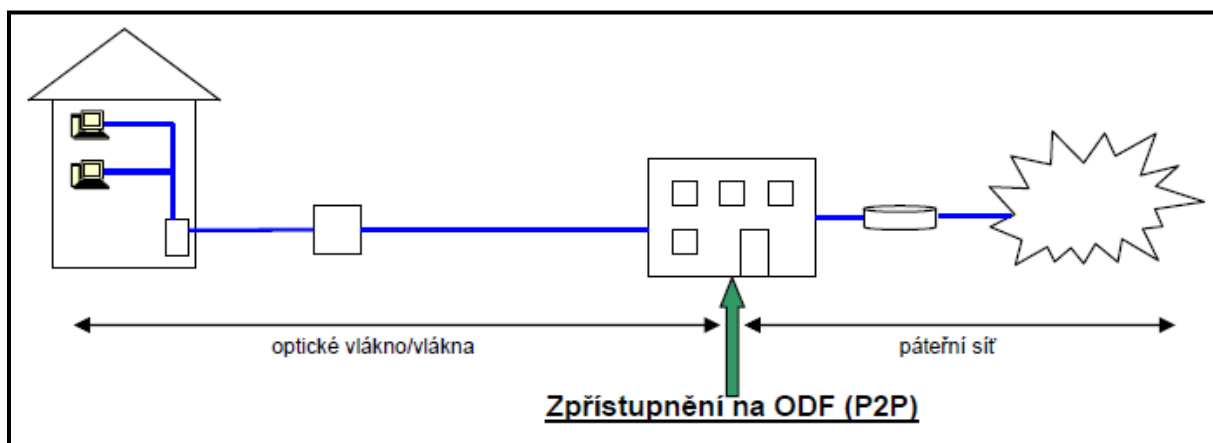 optické vlákno/vlákna
páteřní síť
Zpřístupnění na ODF (P2P)